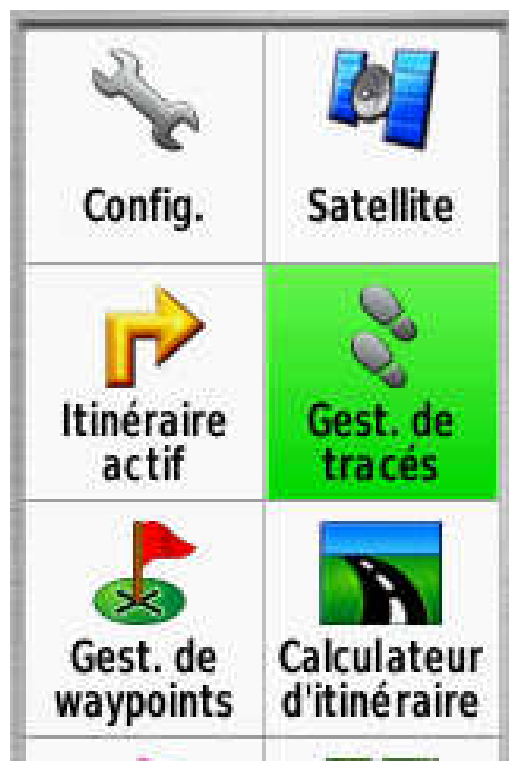 Config.
Satellite
Itinéraire
actif
Gest. de
tracés
Gest. de
waypoints
Calculateur
d'itinéraire